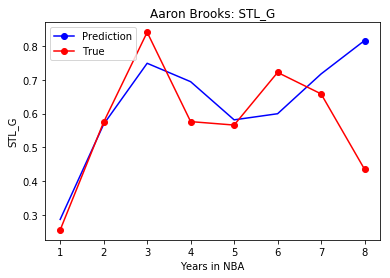 Aaron Brooks: STL_G
Prediction
True
0.8
0.7
0.6
0.5
0.4
0.3
STL_G
1 2 3 4 5 6 7 8
Years in NBA